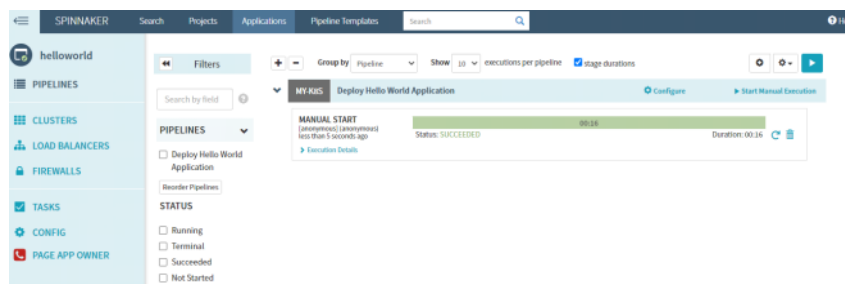 SPINNAKER Search Projects Applications Pipeline Templates Search
helloworld
PIPELINES
CLUSTERS
LOAD BALANCERS
FIREWALLS
TASKS
CONFIG
PAGE APP OWNER
Filters
Search by field
PIPELINES
Deploy Hello World
Application
Reorder Pipelines
STATUS
Running
Terminal
Succeeded
Not Started
Group by Pipeline Show 10 executions per pipeline stage durations
MY-K8S Deploy Hello World Application Configure Start Manual Execution
MANUAL START
[anonymous] (anonymous)
less than 5 seconds ago
Execution Details
00:16
Status: SUCCEEDED Duration: 00:16